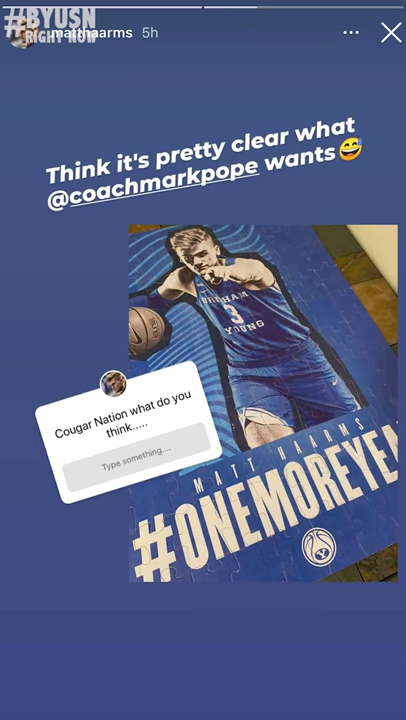 #BYUSN
RIGHT NOW
matthaarms 5h
Think it's pretty clear what
@coachmarkpope wants😅
BRIGHAM
3
YOUNG
Cougar Nation what do you
think.....
Type something....
MATT HAARMS
#ONEMOREYEA
Y